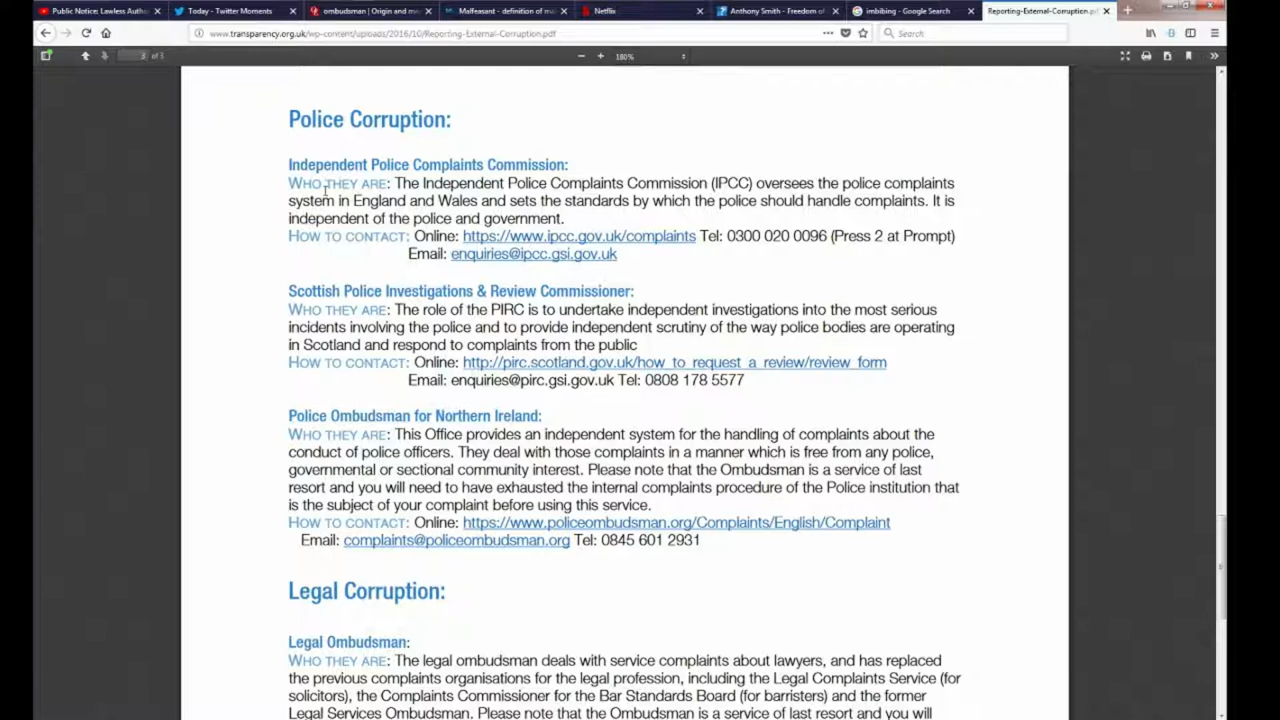 Public Notice: Lawless Autho
Today - Twitter Moments
ombudsman | Origin and me
Malfeasant - definition of m
Netflix
Anthony Smith - Freedom of
imbibing - Google Search
Reporting-External-Corruption.pdf
www.transparency.org.uk/wp-content/uploads/2016/10/Reporting-External-Corruption.pdf
Search
3 of 3
180%
Police Corruption:
Independent Police Complaints Commission:
WHO THEY ARE: The Independent Police Complaints Commission (IPCC) oversees the police complaints
system in England and Wales and sets the standards by which the police should handle complaints. It is
independent of the police and government.
HOW TO CONTACT: Online: https://www.ipcc.gov.uk/complaints Tel: 0300 020 0096 (Press 2 at Prompt)
Email: enquiries@ipcc.gsi.gov.uk
Scottish Police Investigations & Review Commissioner:
WHO THEY ARE: The role of the PIRC is to undertake independent investigations into the most serious
incidents involving the police and to provide independent scrutiny of the way police bodies are operating
in Scotland and respond to complaints from the public
HOW TO CONTACT: Online: http://pirc.scotland.gov.uk/how_to_request_a_review/review_form
Email: enquiries@pirc.gsi.gov.uk Tel: 0808 178 5577
Police Ombudsman for Northern Ireland:
WHO THEY ARE: This Office provides an independent system for the handling of complaints about the
conduct of police officers. They deal with those complaints in a manner which is free from any police,
governmental or sectional community interest. Please note that the Ombudsman is a service of last
resort and you will need to have exhausted the internal complaints procedure of the Police institution that
is the subject of your complaint before using this service.
HOW TO CONTACT: Online: https://www.policeombudsman.org/Complaints/English/Complaint
Email: complaints@policeombudsman.org Tel: 0845 601 2931
Legal Corruption:
Legal Ombudsman:
WHO THEY ARE: The legal ombudsman deals with service complaints about lawyers, and has replaced
the previous complaints organisations for the legal profession, including the Legal Complaints Service (for
solicitors), the Complaints Commissioner for the Bar Standards Board (for barristers) and the former
Legal Services Ombudsman. Please note that the Ombudsman is a service of last resort and you will